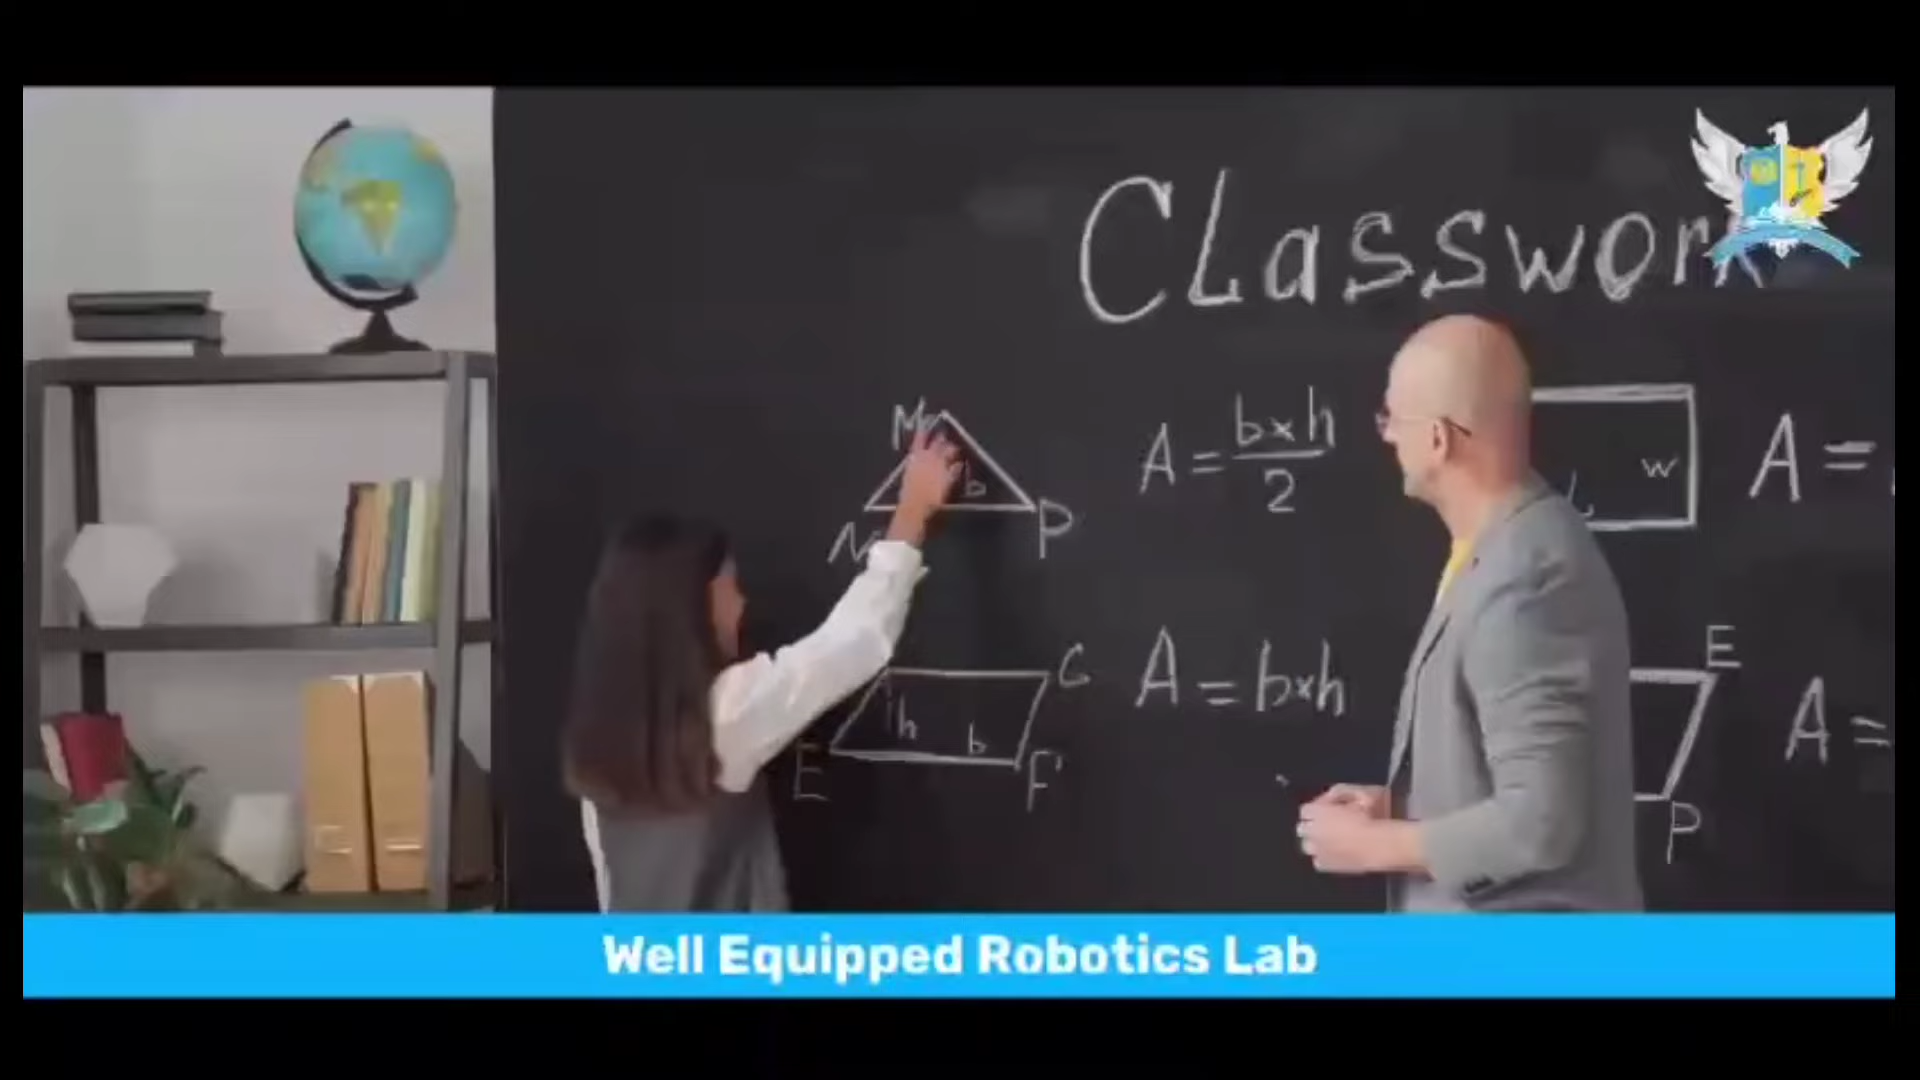 Classwork
M
b
N
P
A = b×h / 2
L
w
A =
C
h
b
E
F
A = b×h
E
P
A =
Well Equipped Robotics Lab